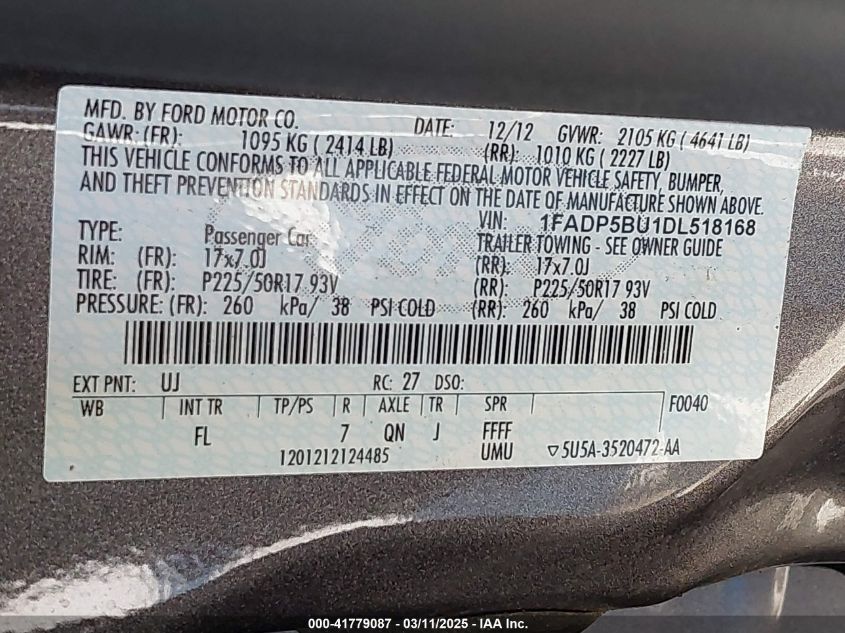 MFD. BY FORD MOTOR CO. DATE: 12/12 GVWR: 2105 KG ( 4641 LB)
GAWR: (FR): 1095 KG ( 2414 LB) (RR): 1010 KG ( 2227 LB)
THIS VEHICLE CONFORMS TO ALL APPLICABLE FEDERAL MOTOR VEHICLE SAFETY, BUMPER,
AND THEFT PREVENTION STANDARDS IN EFFECT ON THE DATE OF MANUFACTURE SHOWN ABOVE.
VIN: 1FADP5BU1DL518168
TYPE: Passenger Car TRAILER TOWING - SEE OWNER GUIDE
RIM: (FR): 17x7.0J (RR): 17x7.0J
TIRE: (FR): P225/50R17 93V (RR): P225/50R17 93V
PRESSURE: (FR): 260 kPa/ 38 PSI COLD (RR): 260 kPa/ 38 PSI COLD
EXT PNT: UJ RC: 27 DSO:
WB INT TR TP/PS R AXLE TR SPR F0040
FL 7 QN J FFFF
1201212124485 UMU ▽5U5A-3520472-AA
000-41779087 - 03/11/2025 - IAA Inc.